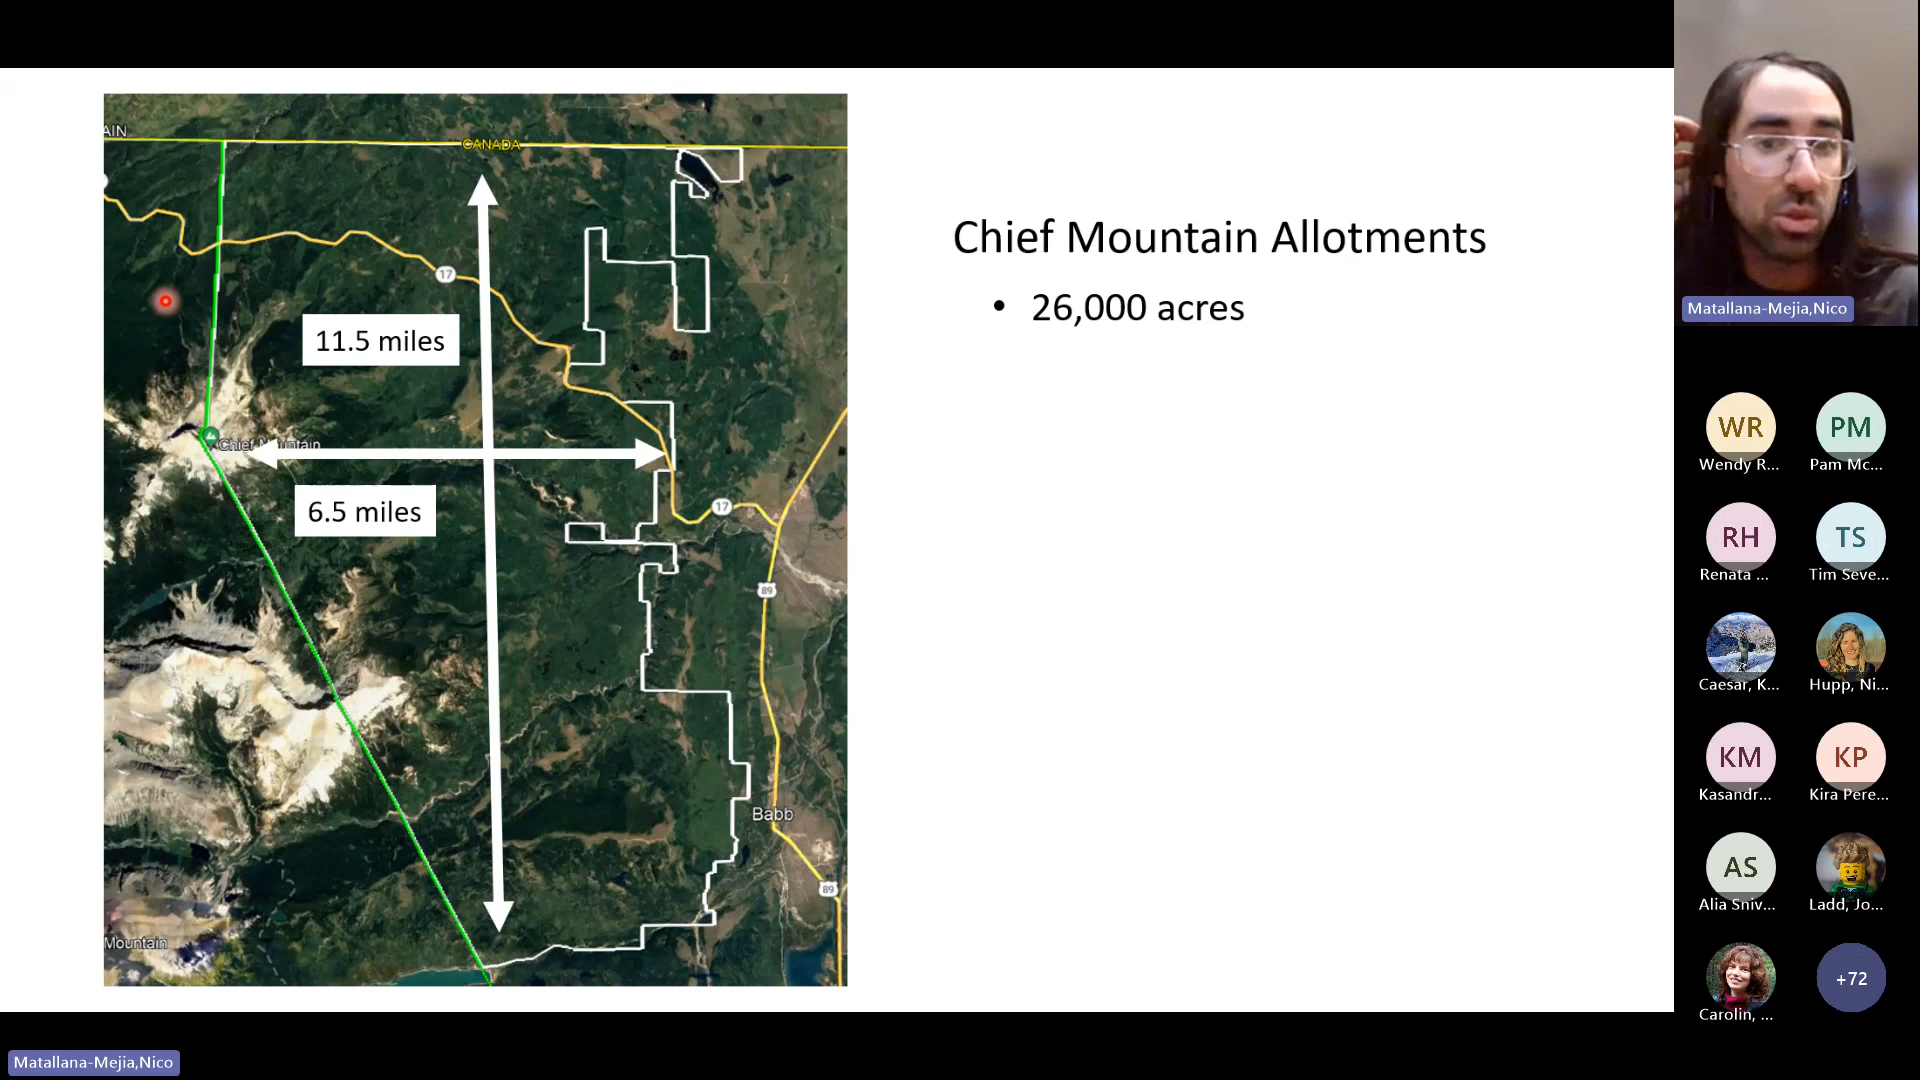 AIN
CANADA
17
11.5 miles
Chief Mountain
6.5 miles
17
89
Babb
89
Mountain
Chief Mountain Allotments
• 26,000 acres
Matallana-Mejia,Nico
WR
Wendy R...
PM
Pam Mc...
RH
Renata ...
TS
Tim Seve...
Caesar, K...
Hupp, Ni...
KM
Kasandr...
KP
Kira Pere...
AS
Alia Sniv...
Ladd, Jo...
Carolin, ...
+72
Matallana-Mejia,Nico